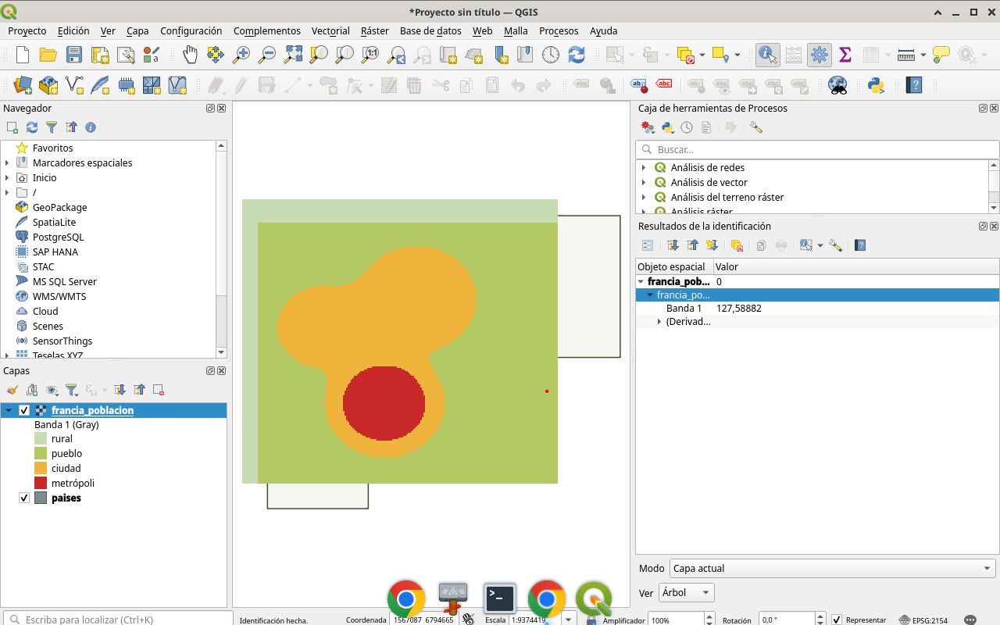 *Proyecto sin título — QGIS
Proyecto Edición Ver Capa Configuración Complementos Vectorial Ráster Base de datos Web Malla Procesos Ayuda
Navegador
Favoritos
Marcadores espaciales
Inicio
/
GeoPackage
SpatiaLite
PostgreSQL
SAP HANA
STAC
MS SQL Server
WMS/WMTS
Cloud
Scenes
SensorThings
Teselas XYZ
Capas
francia_poblacion
Banda 1 (Gray)
rural
pueblo
ciudad
metrópoli
paises
Caja de herramientas de Procesos
Buscar...
Análisis de redes
Análisis de vector
Análisis del terreno ráster
Análisis ráster
Resultados de la identificación
Objeto espacial Valor
francia_pob... 0
francia_po...
Banda 1 127,58882
(Derivad...
Modo Capa actual
Ver Árbol
Escriba para localizar (Ctrl+K) Identificación hecha. Coordenada 1567087 6794665 Escala 1:9374419 Amplificador 100% Rotación 0,0 ° Representar EPSG:2154